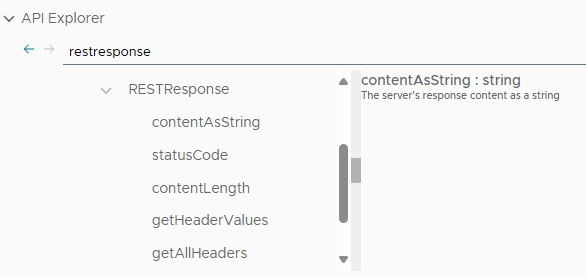 API Explorer
restresponse
RESTResponse
contentAsString
statusCode
contentLength
getHeaderValues
getAllHeaders
contentAsString : string
The server's response content as a string